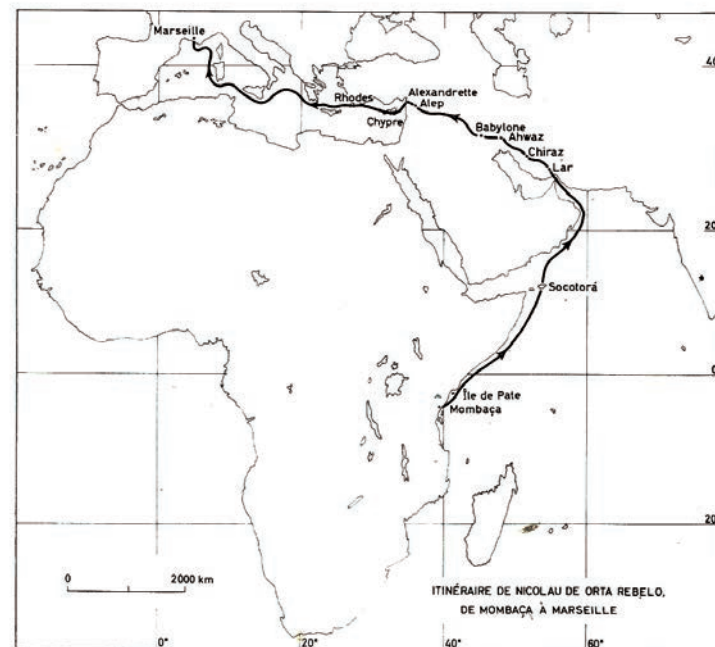 Marseille
40
Rhodes
Alexandrette
Alep
Chypre
Babylone
Ahwaz
Chiraz
Lar
20
Socotorá
0
Île de Pate
Mombaça
20
0 2000 km
ITINÉRAIRE DE NICOLAU DE ORTA REBELO,
DE MOMBAÇA À MARSEILLE
0° 20° 40° 60°